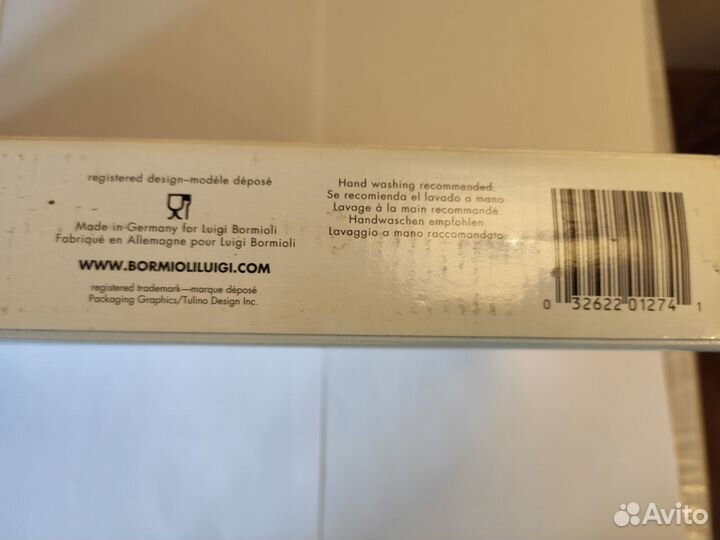 registered design—modèle déposé
Made in Germany for Luigi Bormioli
Fabriqué en Allemagne pour Luigi Bormioli
WWW.BORMIOLILUIGI.COM
registered trademark—marque déposé
Packaging Graphics/Tulino Design Inc.
Hand washing recommended.
Se recomienda el lavado a mano
Lavage à la main recommande.
Handwaschen empfohlen.
Lavaggio a mano raccomandato.
0 32622 01274 1
Avito